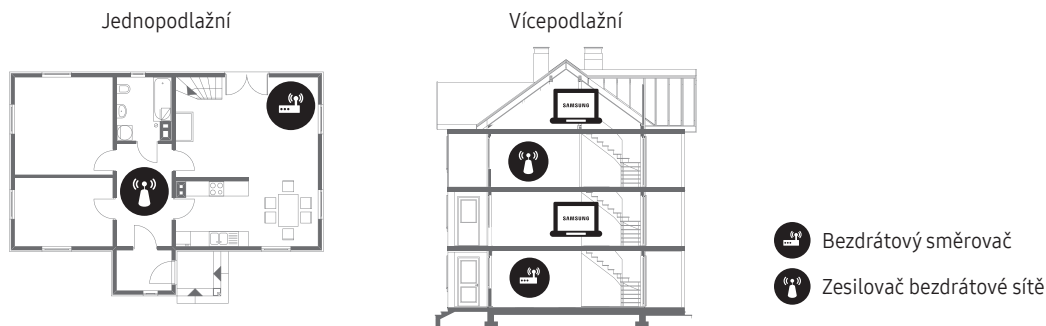 Jednopodlažní
Vícepodlažní
SAMSUNG
SAMSUNG
Bezdrátový směrovač
Zesilovač bezdrátové sítě